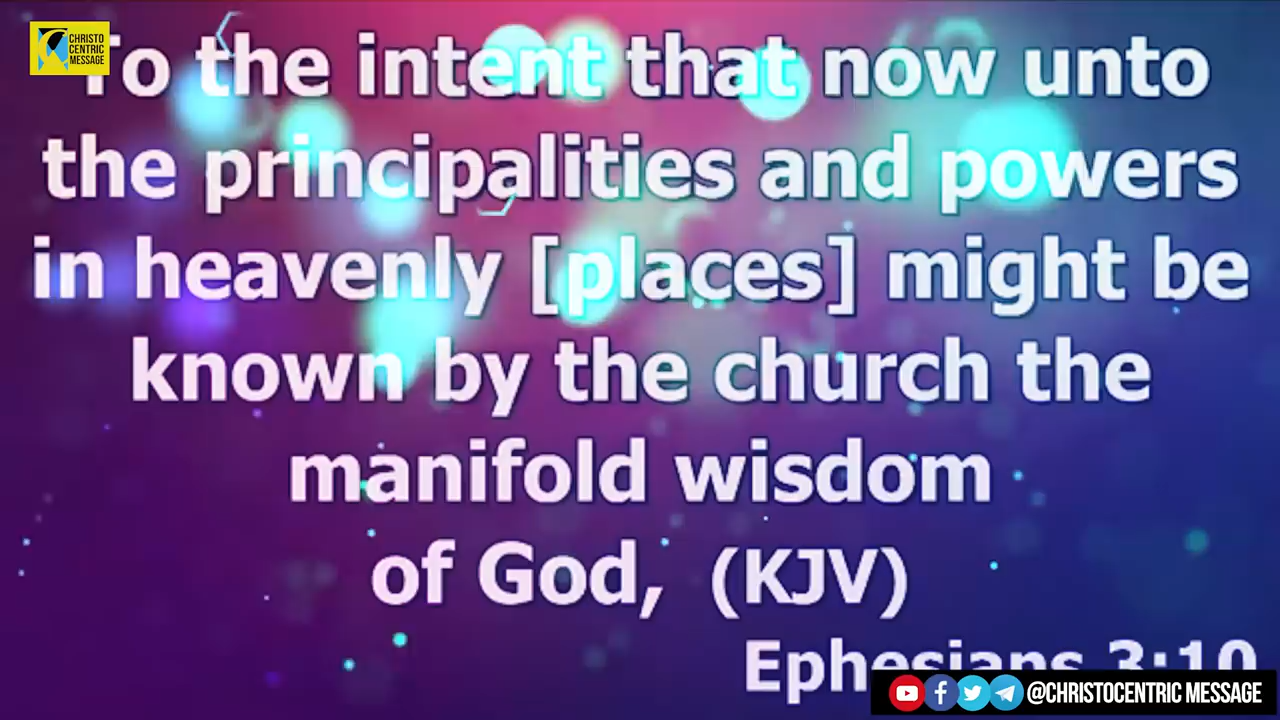 CHRISTO
CENTRIC
MESSAGE
To the intent that now unto
the principalities and powers
in heavenly [places] might be
known by the church the
manifold wisdom
of God, (KJV)
Ephesians 3:10
@CHRISTOCENTRIC MESSAGE